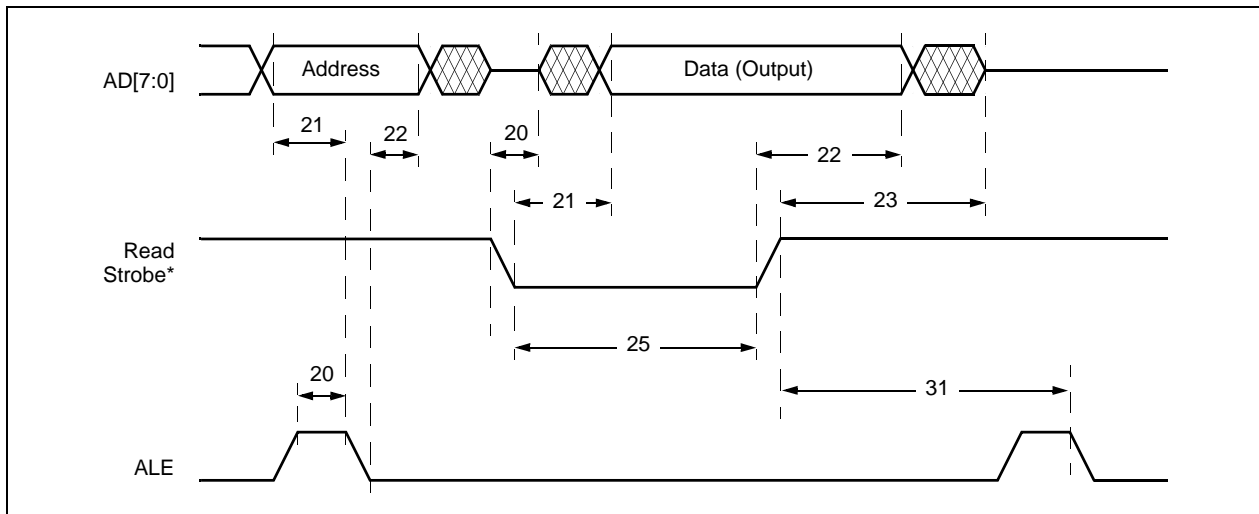 AD[7:0]
Address
Data (Output)
21
22
20
22
21
23
Read
Strobe*
25
20
31
ALE